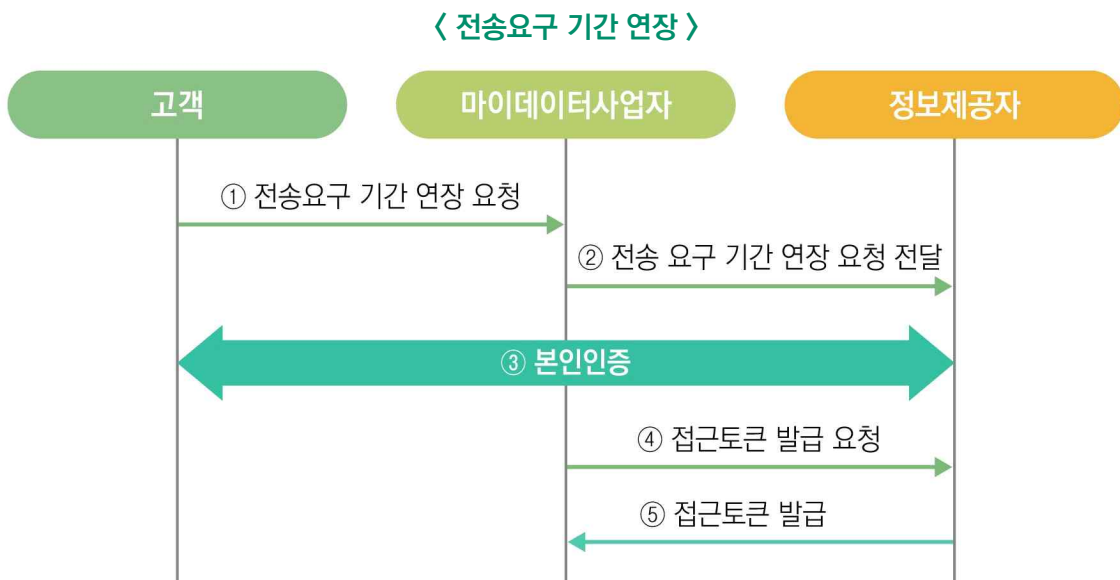 〈 전송요구 기간 연장 〉
고객
마이데이터사업자
정보제공자
① 전송요구 기간 연장 요청
② 전송 요구 기간 연장 요청 전달
③ 본인인증
④ 접근토큰 발급 요청
⑤ 접근토큰 발급